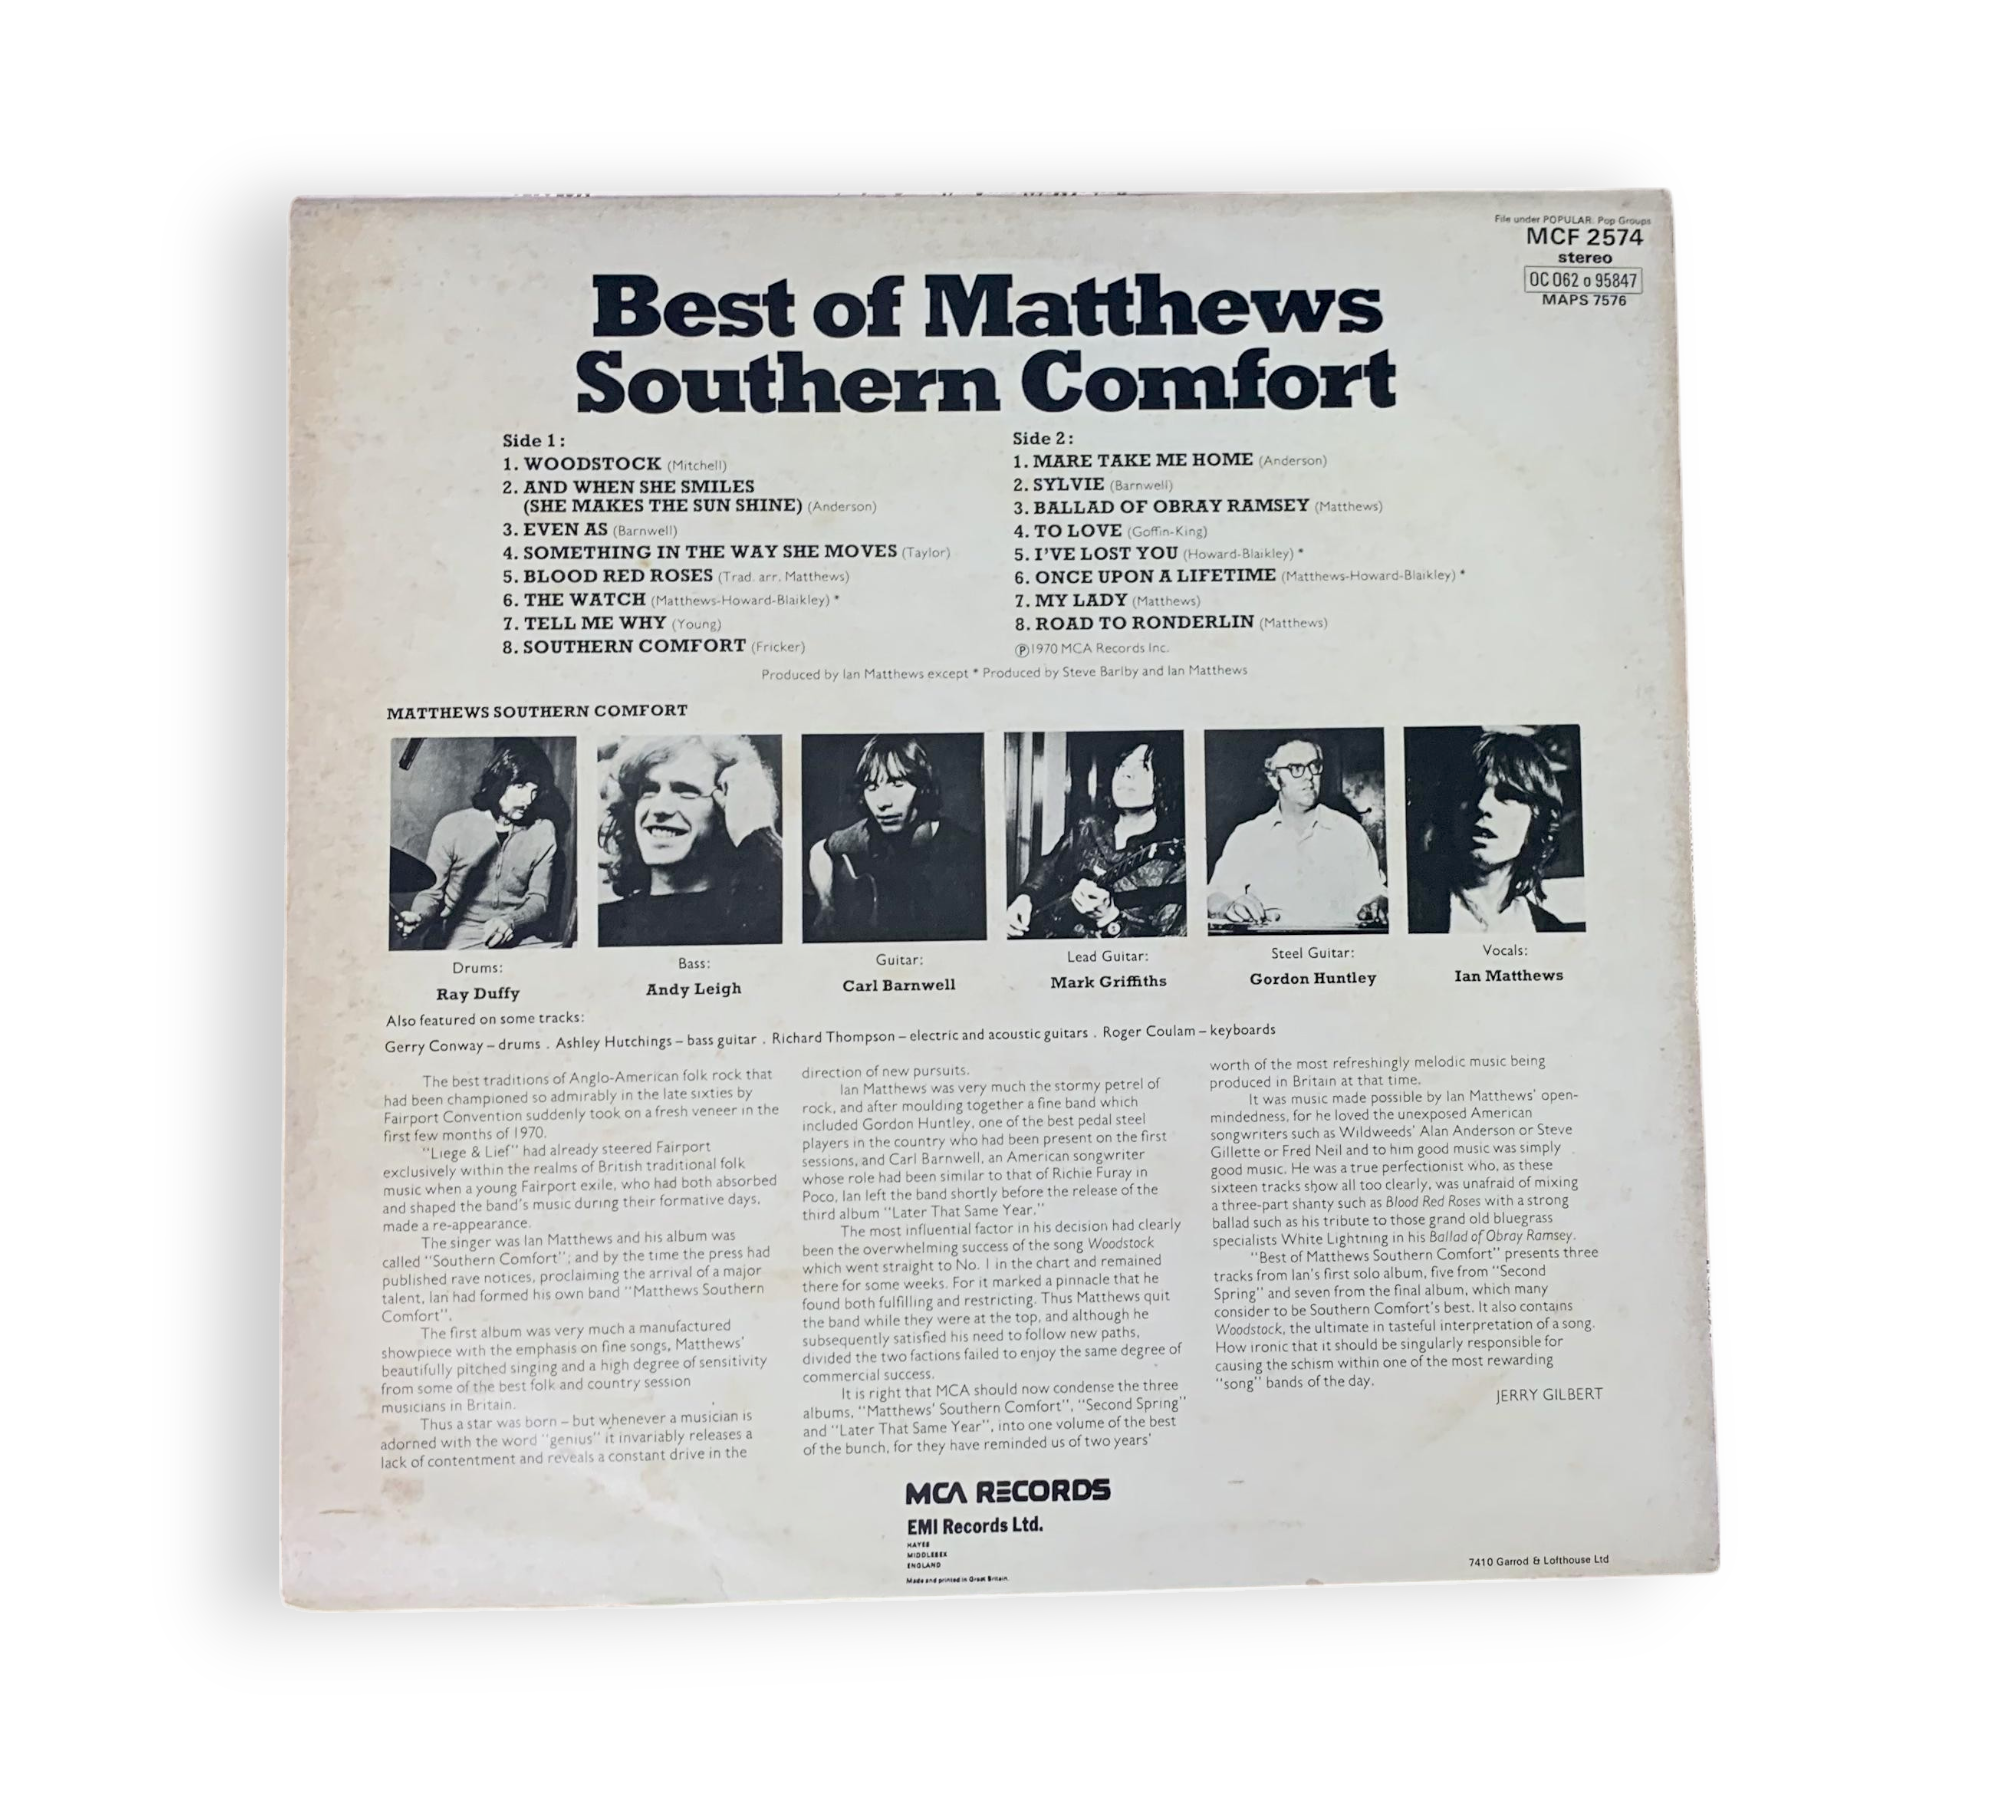 File under POPULAR: Pop Groups
MCF 2574
stereo
OC 062 o 95847
MAPS 7576
Best of Matthews
Southern Comfort
Side 1:
1. WOODSTOCK (Mitchell)
2. AND WHEN SHE SMILES
(SHE MAKES THE SUN SHINE) (Anderson)
3. EVEN AS (Barnwell)
4. SOMETHING IN THE WAY SHE MOVES (Taylor)
5. BLOOD RED ROSES (Trad. arr. Matthews)
6. THE WATCH (Matthews-Howard-Blaikley) *
7. TELL ME WHY (Young)
8. SOUTHERN COMFORT (Fricker)
Side 2:
1. MARE TAKE ME HOME (Anderson)
2. SYLVIE (Barnwell)
3. BALLAD OF OBRAY RAMSEY (Matthews)
4. TO LOVE (Goffin-King)
5. I'VE LOST YOU (Howard-Blaikley) *
6. ONCE UPON A LIFETIME (Matthews-Howard-Blaikley) *
7. MY LADY (Matthews)
8. ROAD TO RONDERLIN (Matthews)
Ⓟ1970 MCA Records Inc.
Produced by Ian Matthews except * Produced by Steve Barlby and Ian Matthews
MATTHEWS SOUTHERN COMFORT
Drums:
Ray Duffy
Bass:
Andy Leigh
Guitar:
Carl Barnwell
Lead Guitar:
Mark Griffiths
Steel Guitar:
Gordon Huntley
Vocals:
Ian Matthews
Also featured on some tracks:
Gerry Conway – drums . Ashley Hutchings – bass guitar . Richard Thompson – electric and acoustic guitars . Roger Coulam – keyboards
The best traditions of Anglo-American folk rock that
had been championed so admirably in the late sixties by
Fairport Convention suddenly took on a fresh veneer in the
first few months of 1970.
"Liege & Lief" had already steered Fairport
exclusively within the realms of British traditional folk
music when a young Fairport exile, who had both absorbed
and shaped the band's music during their formative days,
made a re-appearance.
The singer was Ian Matthews and his album was
called "Southern Comfort"; and by the time the press had
published rave notices, proclaiming the arrival of a major
talent, Ian had formed his own band "Matthews Southern
Comfort".
The first album was very much a manufactured
showpiece with the emphasis on fine songs, Matthews'
beautifully pitched singing and a high degree of sensitivity
from some of the best folk and country session
musicians in Britain.
Thus a star was born – but whenever a musician is
adorned with the word "genius" it invariably releases a
lack of contentment and reveals a constant drive in the
direction of new pursuits.
Ian Matthews was very much the stormy petrel of
rock, and after moulding together a fine band which
included Gordon Huntley, one of the best pedal steel
players in the country who had been present on the first
sessions, and Carl Barnwell, an American songwriter
whose role had been similar to that of Richie Furay in
Poco, Ian left the band shortly before the release of the
third album "Later That Same Year."
The most influential factor in his decision had clearly
been the overwhelming success of the song Woodstock
which went straight to No. 1 in the chart and remained
there for some weeks. For it marked a pinnacle that he
found both fulfilling and restricting. Thus Matthews quit
the band while they were at the top, and although he
subsequently satisfied his need to follow new paths,
divided the two factions failed to enjoy the same degree of
commercial success.
It is right that MCA should now condense the three
albums, "Matthews' Southern Comfort", "Second Spring"
and "Later That Same Year", into one volume of the best
of the bunch, for they have reminded us of two years'
worth of the most refreshingly melodic music being
produced in Britain at that time.
It was music made possible by Ian Matthews' open-
mindedness, for he loved the unexposed American
songwriters such as Wildweeds' Alan Anderson or Steve
Gillette or Fred Neil and to him good music was simply
good music. He was a true perfectionist who, as these
sixteen tracks show all too clearly, was unafraid of mixing
a three-part shanty such as Blood Red Roses with a strong
ballad such as his tribute to those grand old bluegrass
specialists White Lightning in his Ballad of Obray Ramsey.
"Best of Matthews Southern Comfort" presents three
tracks from Ian's first solo album, five from "Second
Spring" and seven from the final album, which many
consider to be Southern Comfort's best. It also contains
Woodstock, the ultimate in tasteful interpretation of a song.
How ironic that it should be singularly responsible for
causing the schism within one of the most rewarding
"song" bands of the day.
JERRY GILBERT
MCA RECORDS
EMI Records Ltd.
HAYES
MIDDLESEX
ENGLAND
Made and printed in Great Britain.
7410 Garrod & Lofthouse Ltd